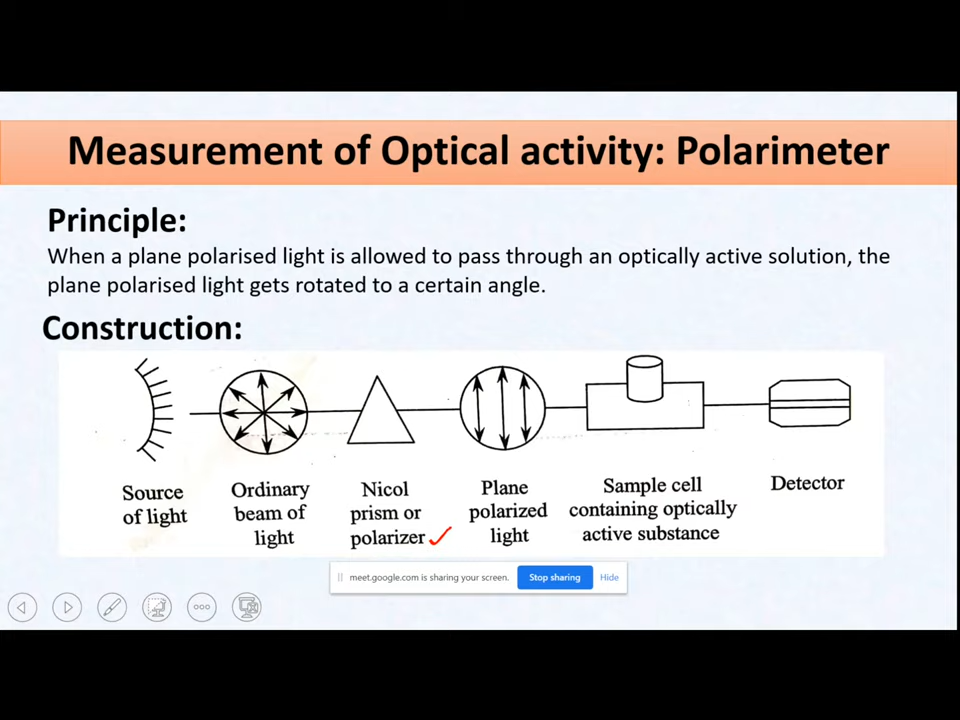 Measurement of Optical activity: Polarimeter
Principle:
When a plane polarised light is allowed to pass through an optically active solution, the
plane polarised light gets rotated to a certain angle.
Construction:
Source
of light
Ordinary
beam of
light
Nicol
prism or
polarizer
Plane
polarized
light
Sample cell
containing optically
active substance
Detector
meet.google.com is sharing your screen.
Stop sharing
Hide